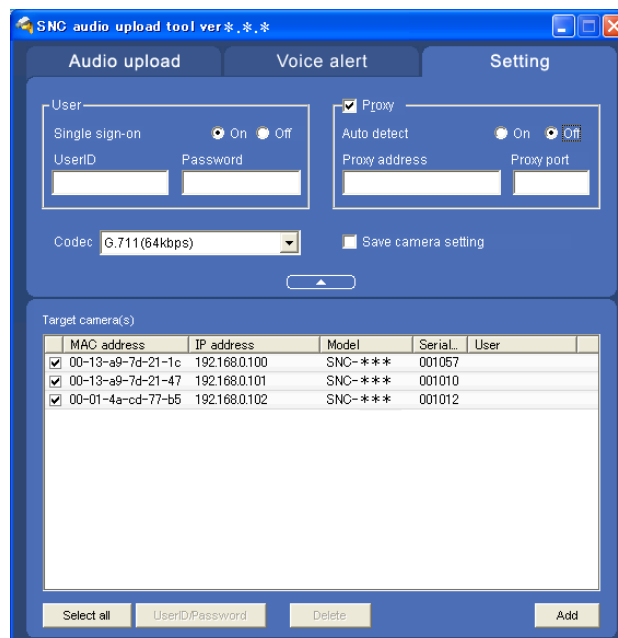 SNC audio upload tool ver*.*.*
Audio upload Voice alert Setting
User Proxy
Single sign-on On Off Auto detect On Off
UserID Password Proxy address Proxy port
Codec G.711(64kbps) Save camera setting
Target camera(s)
MAC address IP address Model Serial... User
00-13-a9-7d-21-1c 192.168.0.100 SNC-*** 001057
00-13-a9-7d-21-47 192.168.0.101 SNC-*** 001010
00-01-4a-cd-77-b5 192.168.0.102 SNC-*** 001012
Select all UserID/Password Delete Add